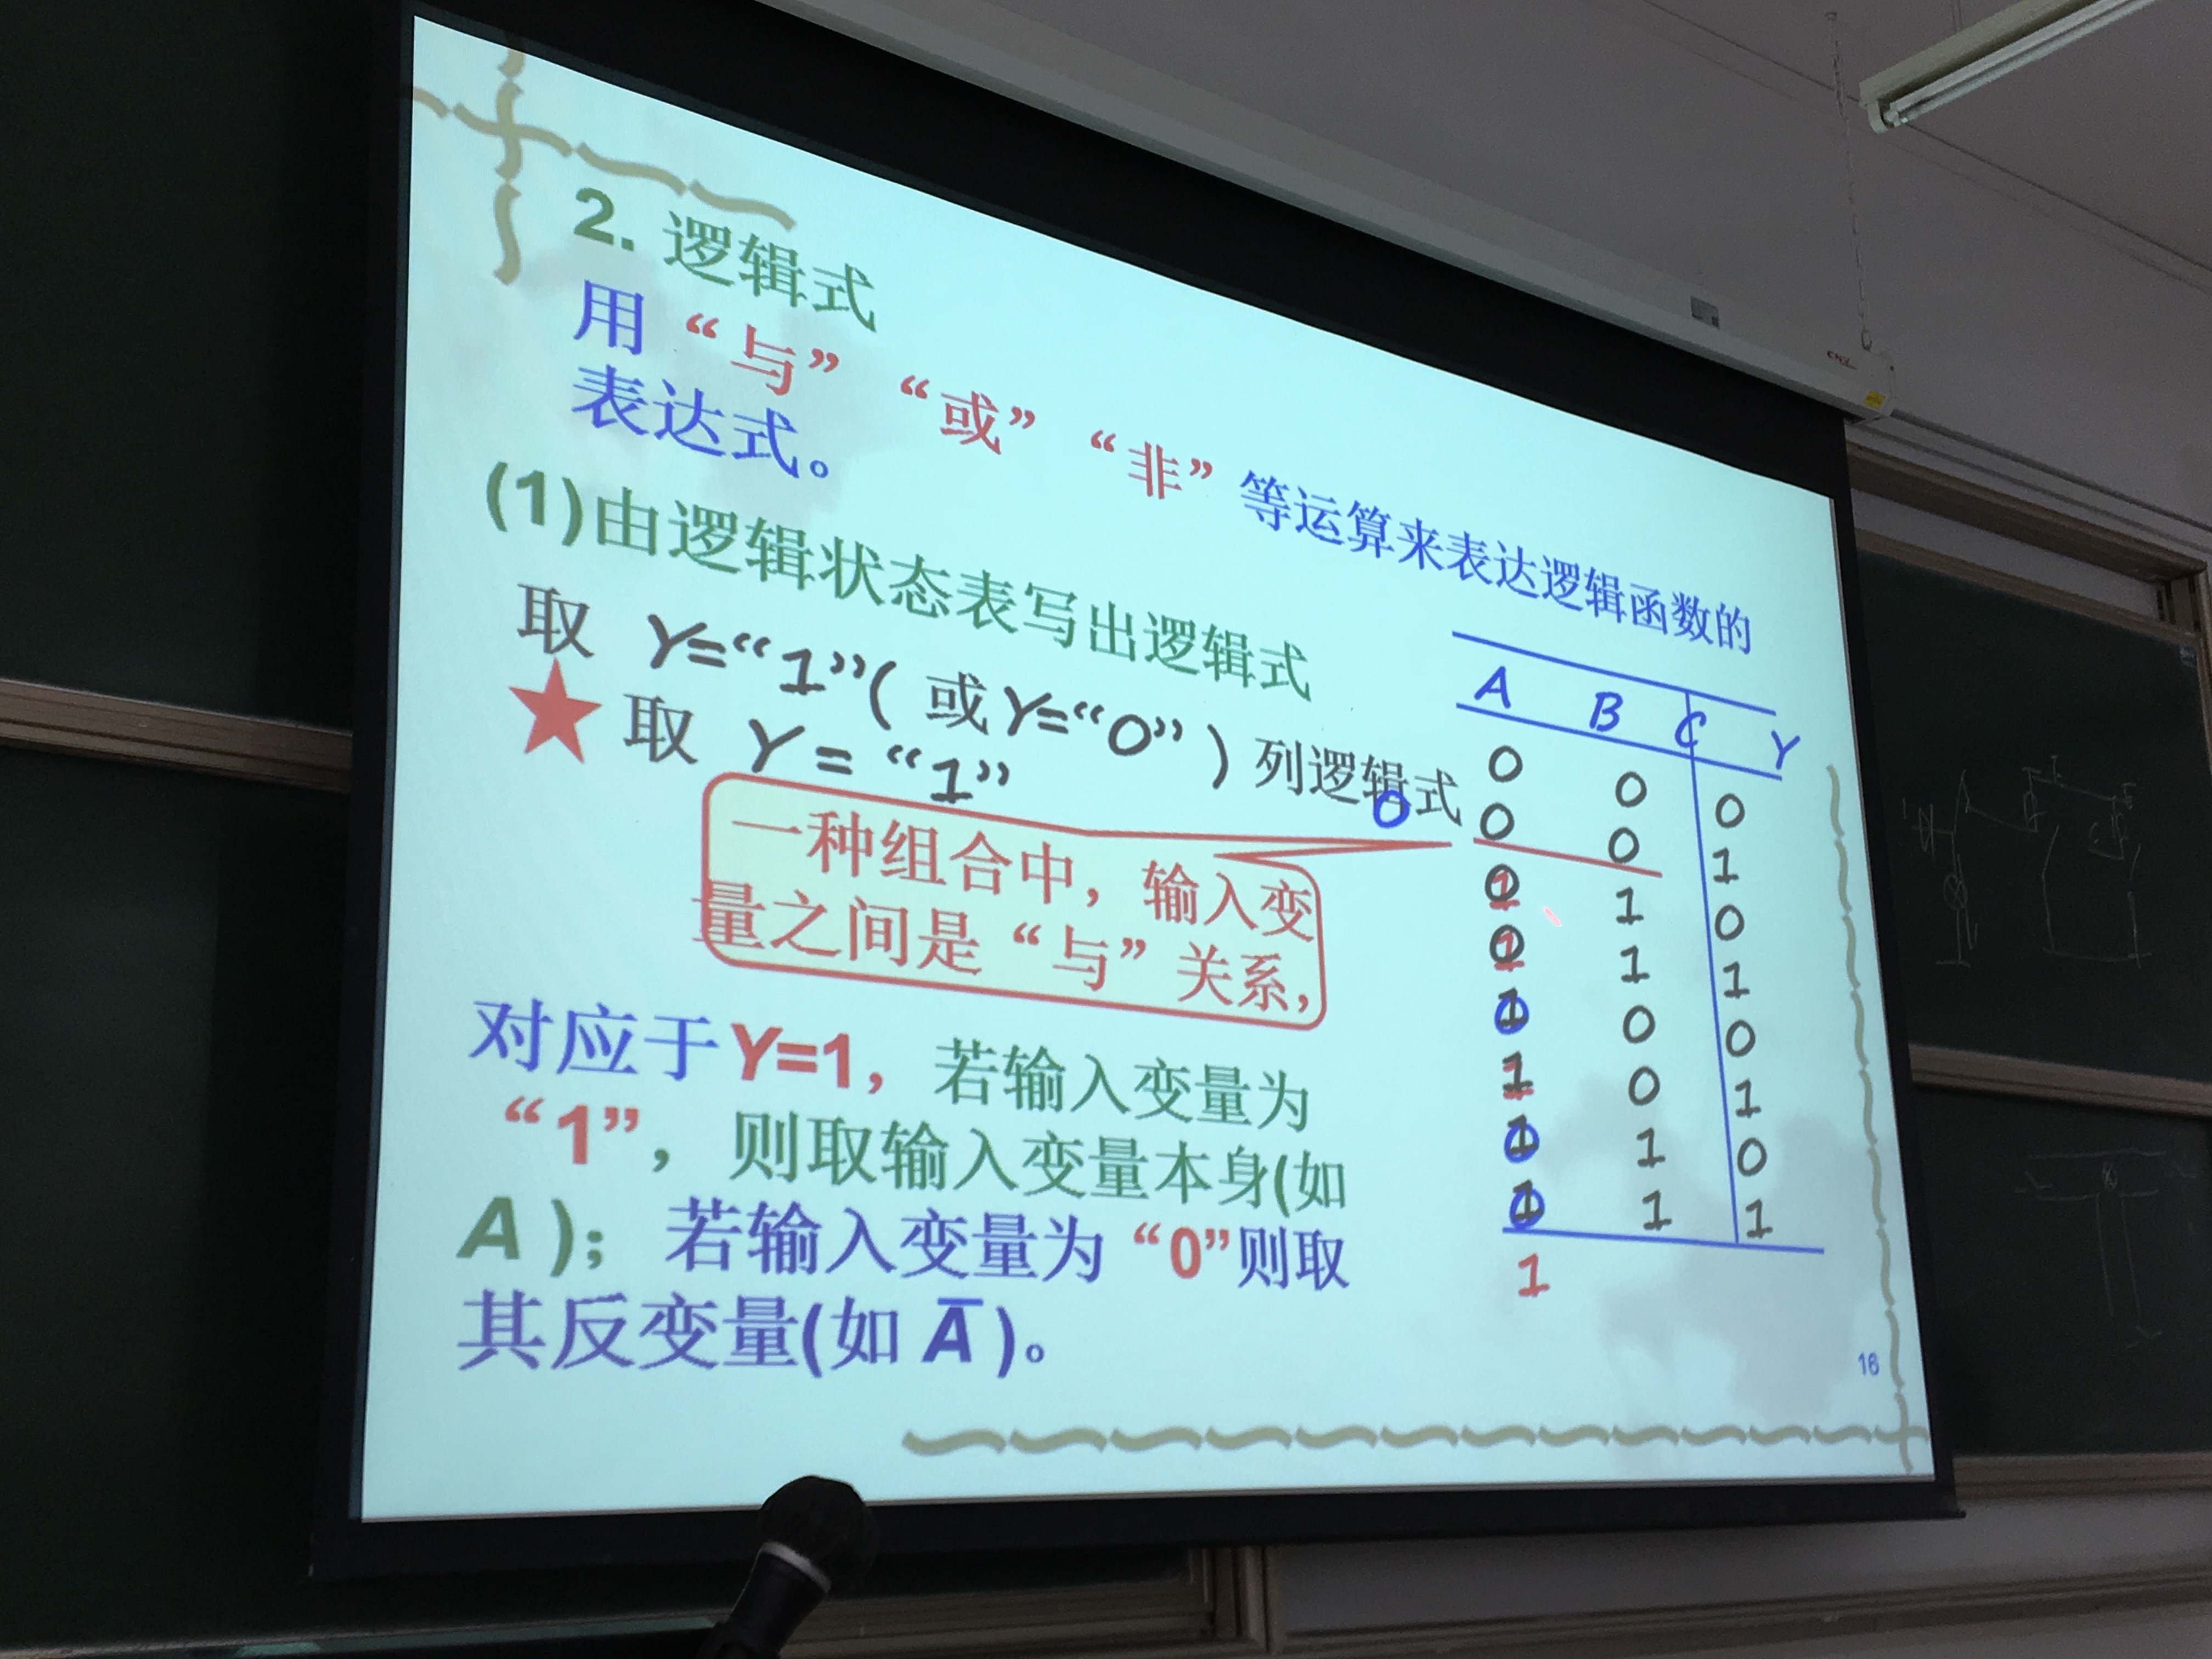 2. 逻辑式
用“与”“或”“非”等运算来表达逻辑函数的
表达式。
(1)由逻辑状态表写出逻辑式
取 Y=“1”( 或Y=“0” ) 列逻辑式
★取 Y = “1”
一种组合中，输入变
量之间是“与”关系，
对应于Y=1，若输入变量为
“1”，则取输入变量本身(如
A )；若输入变量为“0”则取
其反变量(如 A̅ )。
A B C Y
0
0 0 0
0 0 1
0 1 0
0 1 1
1 0 0
1 0 1
1 1 0
1 1 1
1
16